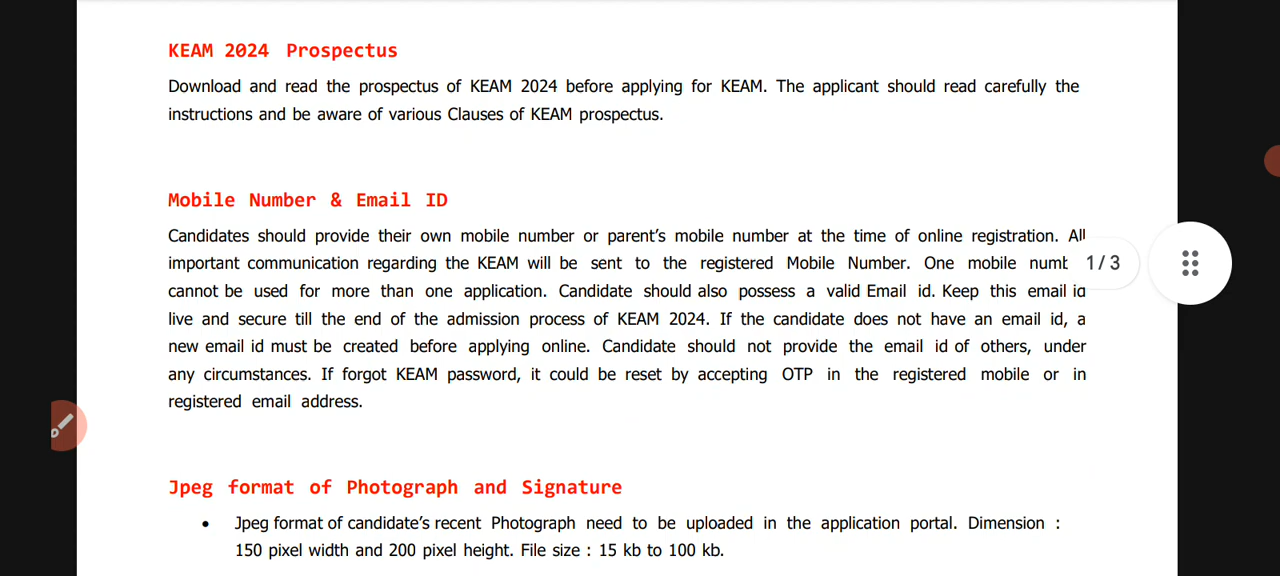 KEAM 2024 Prospectus
Download and read the prospectus of KEAM 2024 before applying for KEAM. The applicant should read carefully the
instructions and be aware of various Clauses of KEAM prospectus.
Mobile Number & Email ID
Candidates should provide their own mobile number or parent's mobile number at the time of online registration. All
important communication regarding the KEAM will be sent to the registered Mobile Number. One mobile
1 / 3
cannot be used for more than one application. Candidate should also possess a valid Email id. Keep this email id
live and secure till the end of the admission process of KEAM 2024. If the candidate does not have an email id, a
new email id must be created before applying online. Candidate should not provide the email id of others, under
any circumstances. If forgot KEAM password, it could be reset by accepting OTP in the registered mobile or in
registered email address.
Jpeg format of Photograph and Signature
• Jpeg format of candidate's recent Photograph need to be uploaded in the application portal. Dimension :
150 pixel width and 200 pixel height. File size : 15 kb to 100 kb.